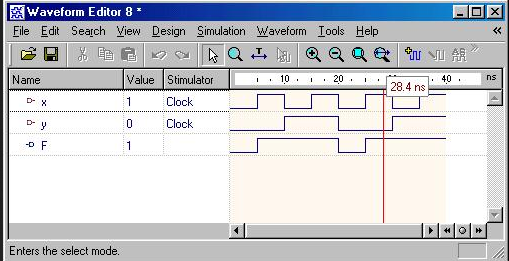 Waveform Editor 8 *
File Edit Search View Design Simulation Waveform Tools Help «
Name Value Stimulator 10 20 40 ns
28.4 ns
x 1 Clock
y 0 Clock
F 1
Enters the select mode.